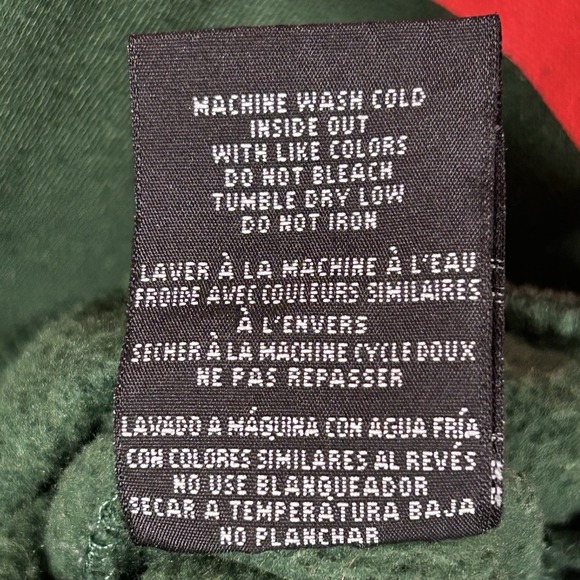 MACHINE WASH COLD
INSIDE OUT
WITH LIKE COLORS
DO NOT BLEACH
TUMBLE DRY LOW
DO NOT IRON
LAVER À LA MACHINE À L'EAU
FROIDE AVEC COULEURS SIMILAIRES
À L'ENVERS
SECHER À LA MACHINE CYCLE DOUX
NE PAS REPASSER
LAVADO A MÁQUINA CON AGUA FRÍA
CON COLORES SIMILARES AL REVÉS
NO USE BLANQUEADOR
SECAR A TEMPERATURA BAJA
NO PLANCHAR